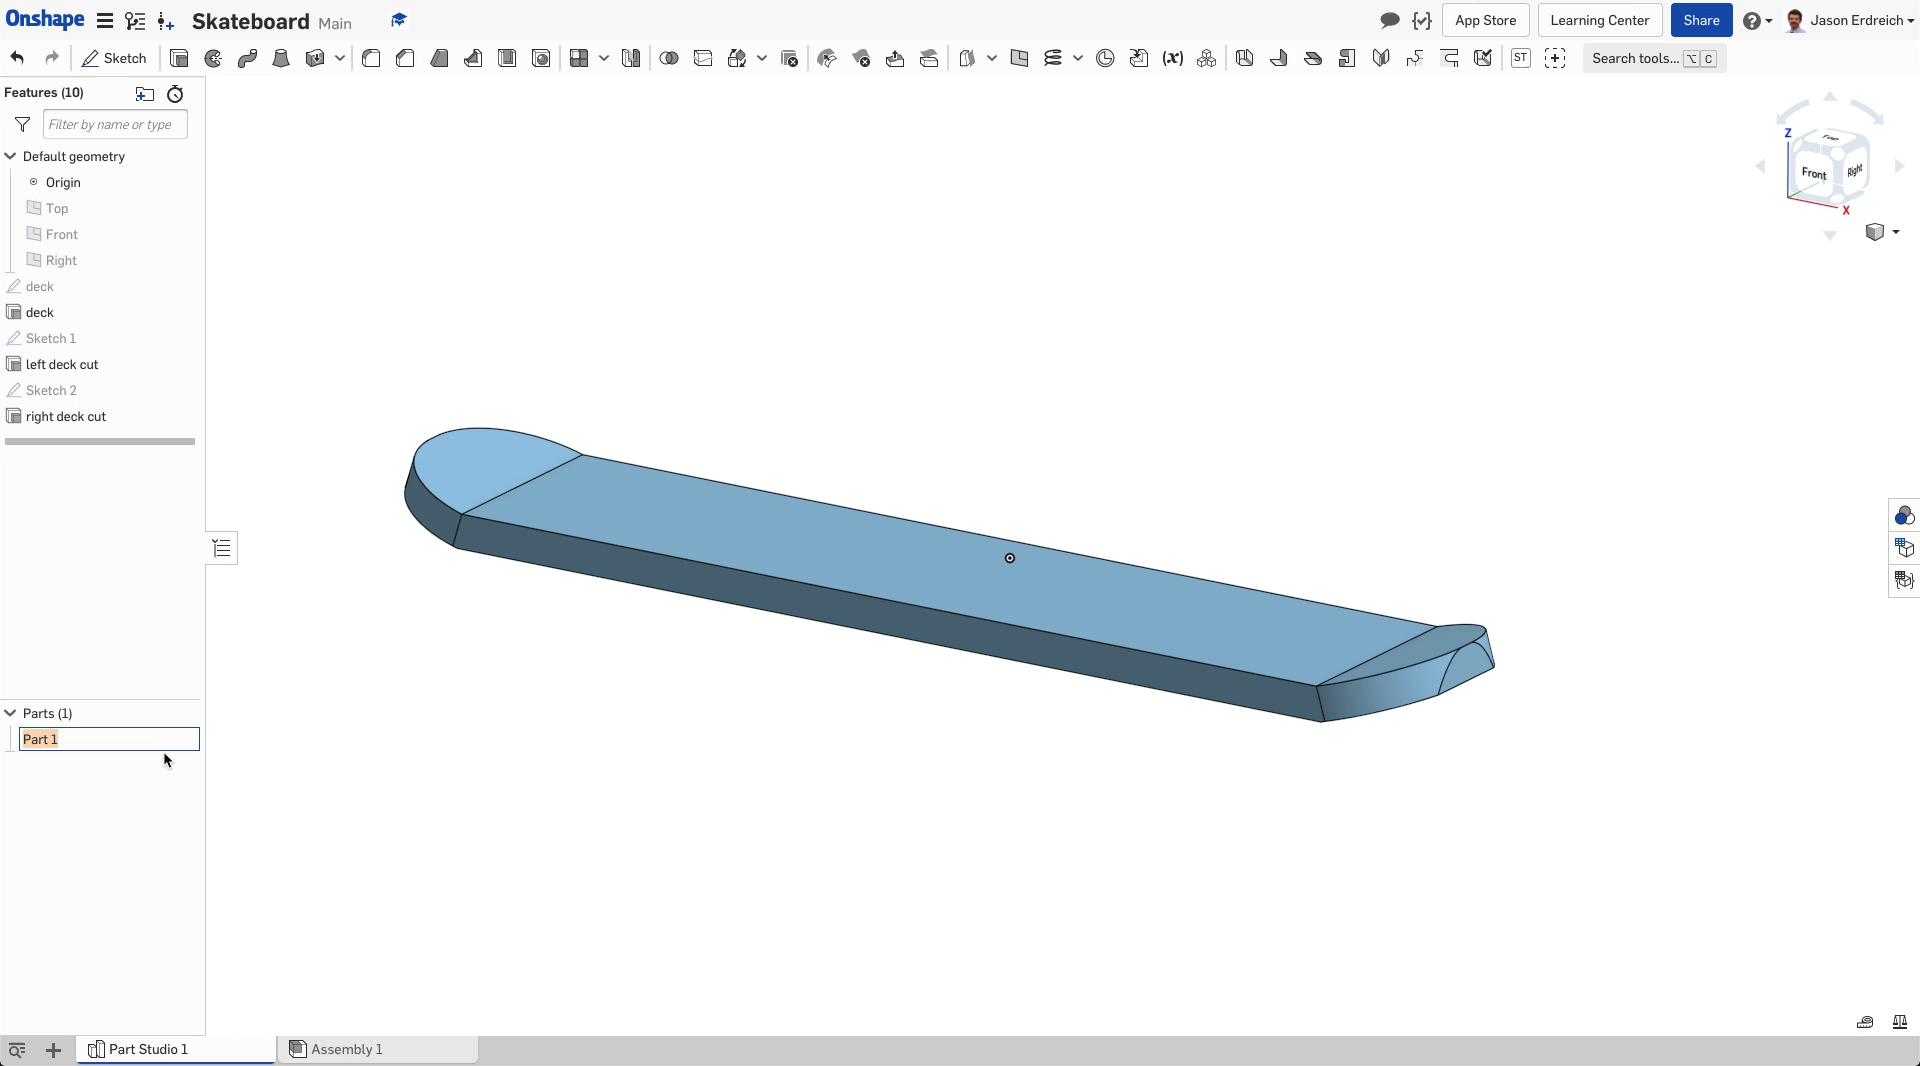 Onshape Skateboard Main App Store Learning Center Share Jason Erdreich
Sketch (x) ST Search tools... ⌥ C
Features (10)
Filter by name or type
Default geometry
Origin
Top
Front
Right
deck
deck
Sketch 1
left deck cut
Sketch 2
right deck cut
Z
Top
Front
Right
X
Parts (1)
Part 1
Part Studio 1 Assembly 1